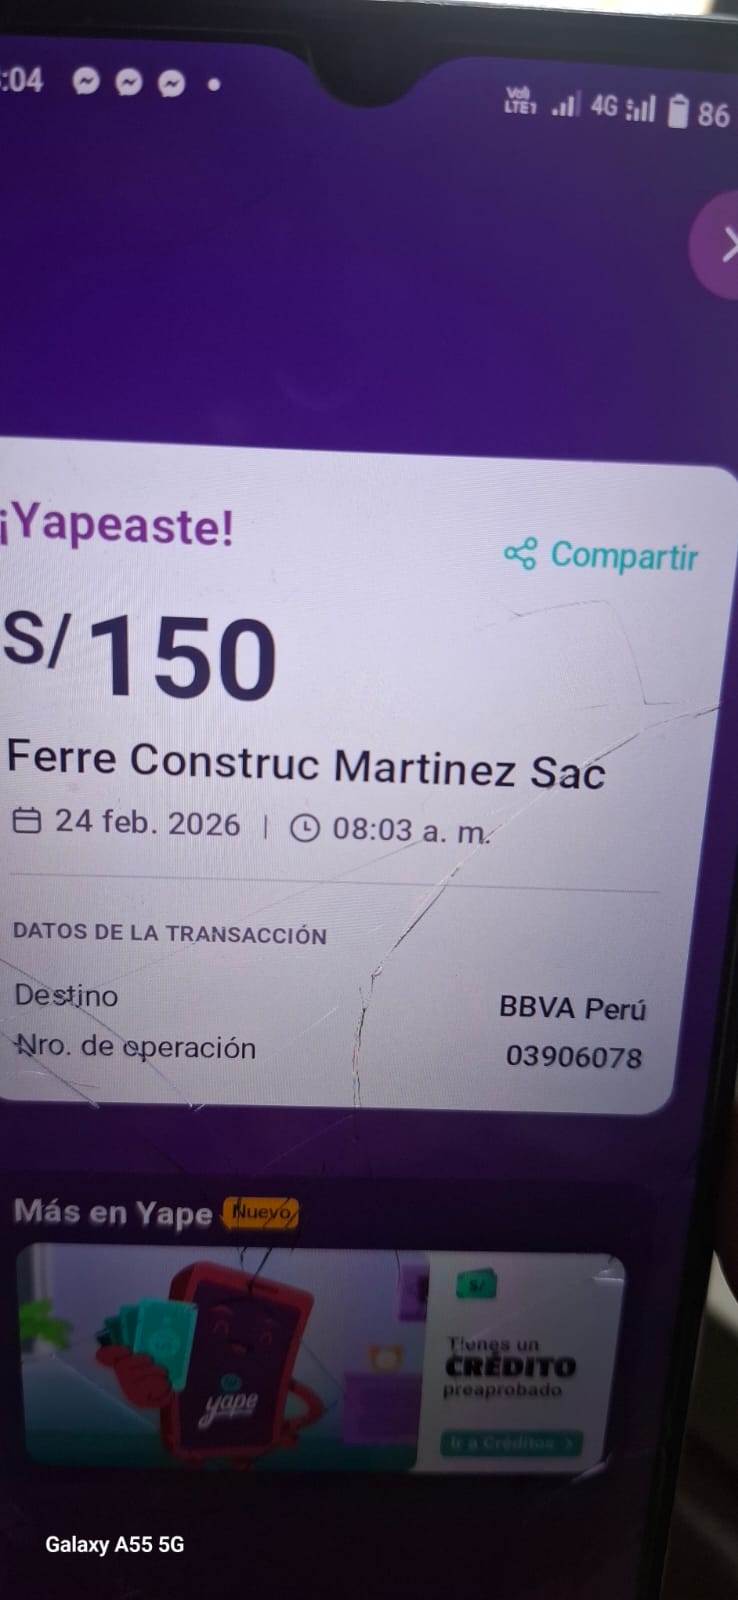 :04
VoD
LTE1 4G 86
¡Yapeaste!
Compartir
S/ 150
Ferre Construc Martinez Sac
24 feb. 2026 | 08:03 a. m.
DATOS DE LA TRANSACCIÓN
Destino BBVA Perú
Nro. de operación 03906078
Más en Yape Nuevo
S/
Tienes un
CRÉDITO
preaprobado
Ir a Créditos >
yape
Galaxy A55 5G